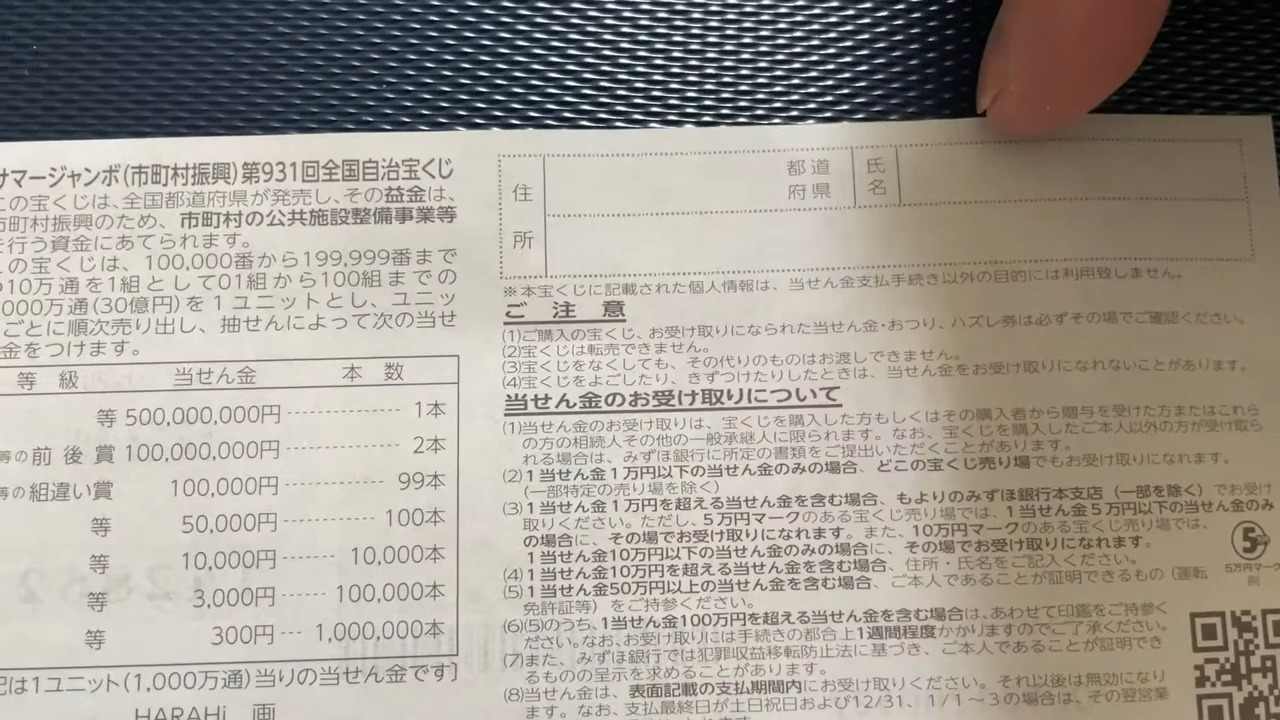 サマージャンボ(市町村振興)第931回全国自治宝くじ
この宝くじは、全国都道府県が発売し、その益金は、
市町村振興のため、市町村の公共施設整備事業等
を行う資金にあてられます。
の宝くじは、100,000番から199,999番まで
10万通を1組として01組から100組までの
000万通(30億円)を1ユニットとし、ユニッ
ごとに順次売り出し、抽せんによって次の当せ
金をつけます。
等級 当せん金 本数
等 500,000,000円 1本
等の前後賞 100,000,000円 2本
等の組違い賞 100,000円 99本
等 50,000円 100本
等 10,000円 10,000本
等 3,000円 100,000本
等 300円 1,000,000本
記は1ユニット(1,000万通)当りの当せん金です〕
HARAHi 画
住所
都道府県
氏名
※本宝くじに記載された個人情報は、当せん金支払手続き以外の目的には利用致しません。
ご注意
(1)ご購入の宝くじ、お受け取りになられた当せん金・おつり、ハズレ券は必ずその場でご確認ください。
(2)宝くじは転売できません。
(3)宝くじをなくしても、その代りのものはお渡しできません。
(4)宝くじをよごしたり、きずつけたりしたときは、当せん金をお受け取りになれないことがあります。
当せん金のお受け取りについて
(1)当せん金のお受け取りは、宝くじを購入した方もしくはその購入者から贈与を受けた方またはこれら
の方の相続人その他の一般承継人に限られます。なお、宝くじを購入したご本人以外の方が受け取ら
れる場合は、みずほ銀行に所定の書類をご提出いただくことがあります。
(2)1当せん金1万円以下の当せん金のみの場合、どこの宝くじ売り場でもお受け取りになれます。
(一部特定の売り場を除く)
(3)1当せん金1万円を超える当せん金を含む場合、もよりのみずほ銀行本支店(一部を除く)でお受け
取りください。ただし、5万円マークのある宝くじ売り場では、1当せん金5万円以下の当せん金のみ
の場合に、その場でお受け取りになれます。また、10万円マークのある宝くじ売り場では、
1当せん金10万円以下の当せん金のみの場合に、その場でお受け取りになれます。
(4)1当せん金10万円を超える当せん金を含む場合、住所・氏名をご記入ください。
(5)1当せん金50万円以上の当せん金を含む場合、ご本人であることが証明できるもの(運転
免許証等)をご持参ください。
(6)(5)のうち、1当せん金100万円を超える当せん金を含む場合は、あわせて印鑑をご持参く
ださい。なお、お受け取りには手続きの都合上1週間程度かかりますのでご了承ください。
(7)また、みずほ銀行では犯罪収益移転防止法に基づき、ご本人であることが証明でき
るものの呈示を求めることがあります。
(8)当せん金は、表面記載の支払期間内にお受け取りください。それ以後は無効になり
ます。なお、支払最終日が土日祝日および12/31、1/1～3の場合は、その翌営業
5
5万円マーク